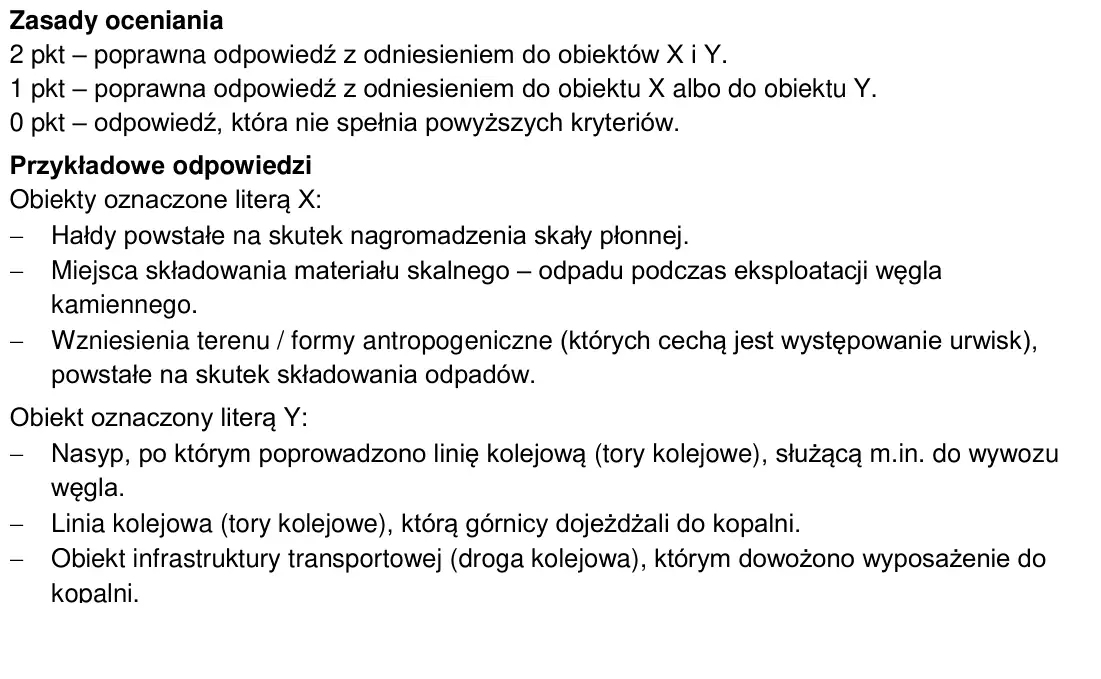 Zasady oceniania
2 pkt – poprawna odpowiedź z odniesieniem do obiektów X i Y.
1 pkt – poprawna odpowiedź z odniesieniem do obiektu X albo do obiektu Y.
0 pkt – odpowiedź, która nie spełnia powyższych kryteriów.
Przykładowe odpowiedzi
Obiekty oznaczone literą X:
– Hałdy powstałe na skutek nagromadzenia skały płonnej.
– Miejsca składowania materiału skalnego – odpadu podczas eksploatacji węgla
kamiennego.
– Wzniesienia terenu / formy antropogeniczne (których cechą jest występowanie urwisk),
powstałe na skutek składowania odpadów.
Obiekt oznaczony literą Y:
– Nasyp, po którym poprowadzono linię kolejową (tory kolejowe), służącą m.in. do wywozu
węgla.
– Linia kolejowa (tory kolejowe), którą górnicy dojeżdżali do kopalni.
– Obiekt infrastruktury transportowej (droga kolejowa), którym dowożono wyposażenie do
kopalni.